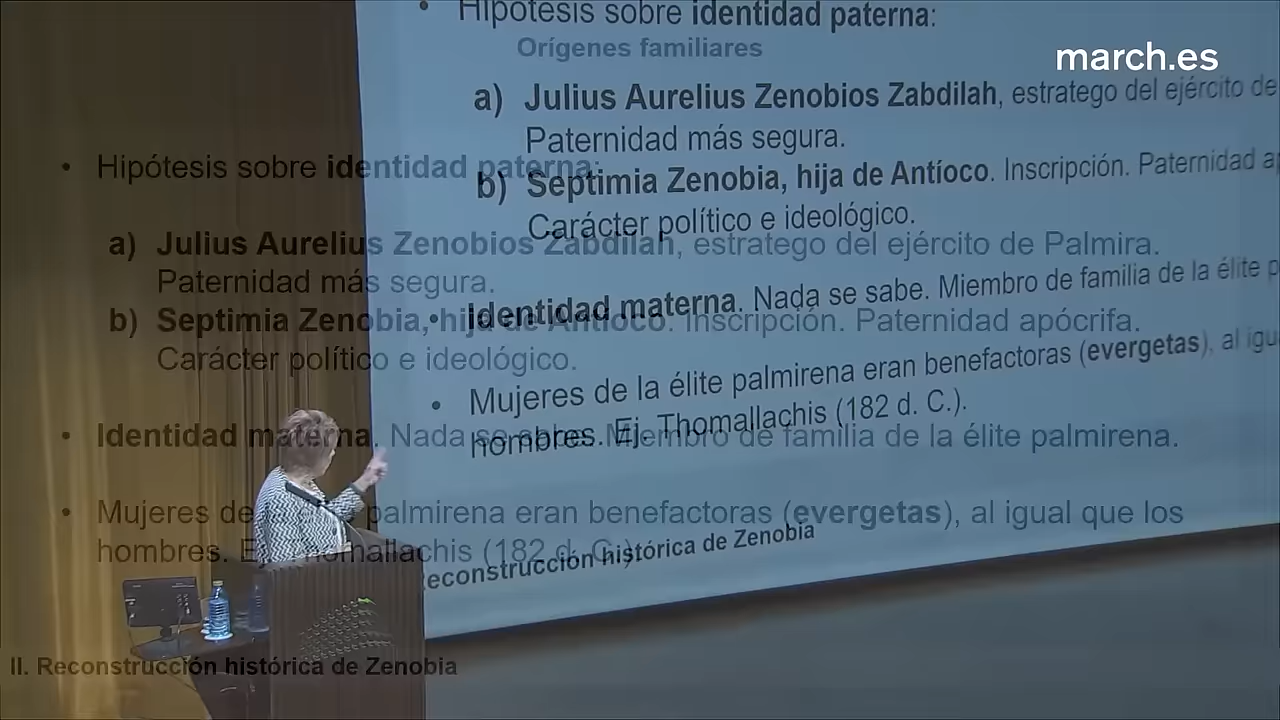 march.es
Hipótesis sobre identidad paterna:
Orígenes familiares
a) Julius Aurelius Zenobios Zabdilah, estratego del ejército de
Paternidad más segura.
b) Septimia Zenobia, hija de Antíoco. Inscripción. Paternidad ap
Carácter político e ideológico.
• Identidad materna. Nada se sabe. Miembro de familia de la élite p
• Mujeres de la élite palmirena eran benefactoras (evergetas), al igu
hombres. Ej. Thomallachis (182 d. C.).
Reconstrucción histórica de Zenobia
• Hipótesis sobre identidad paterna:
a) Julius Aurelius Zenobios Zabdilah, estratego del ejército de Palmira.
Paternidad más segura.
b) Septimia Zenobia, hija de Antíoco. Inscripción. Paternidad apócrifa.
Carácter político e ideológico.
• Identidad materna. Nada se sabe. Miembro de familia de la élite palmirena.
• Mujeres de la élite palmirena eran benefactoras (evergetas), al igual que los
hombres. Ej. Thomallachis (182 d. C.).
II. Reconstrucción histórica de Zenobia